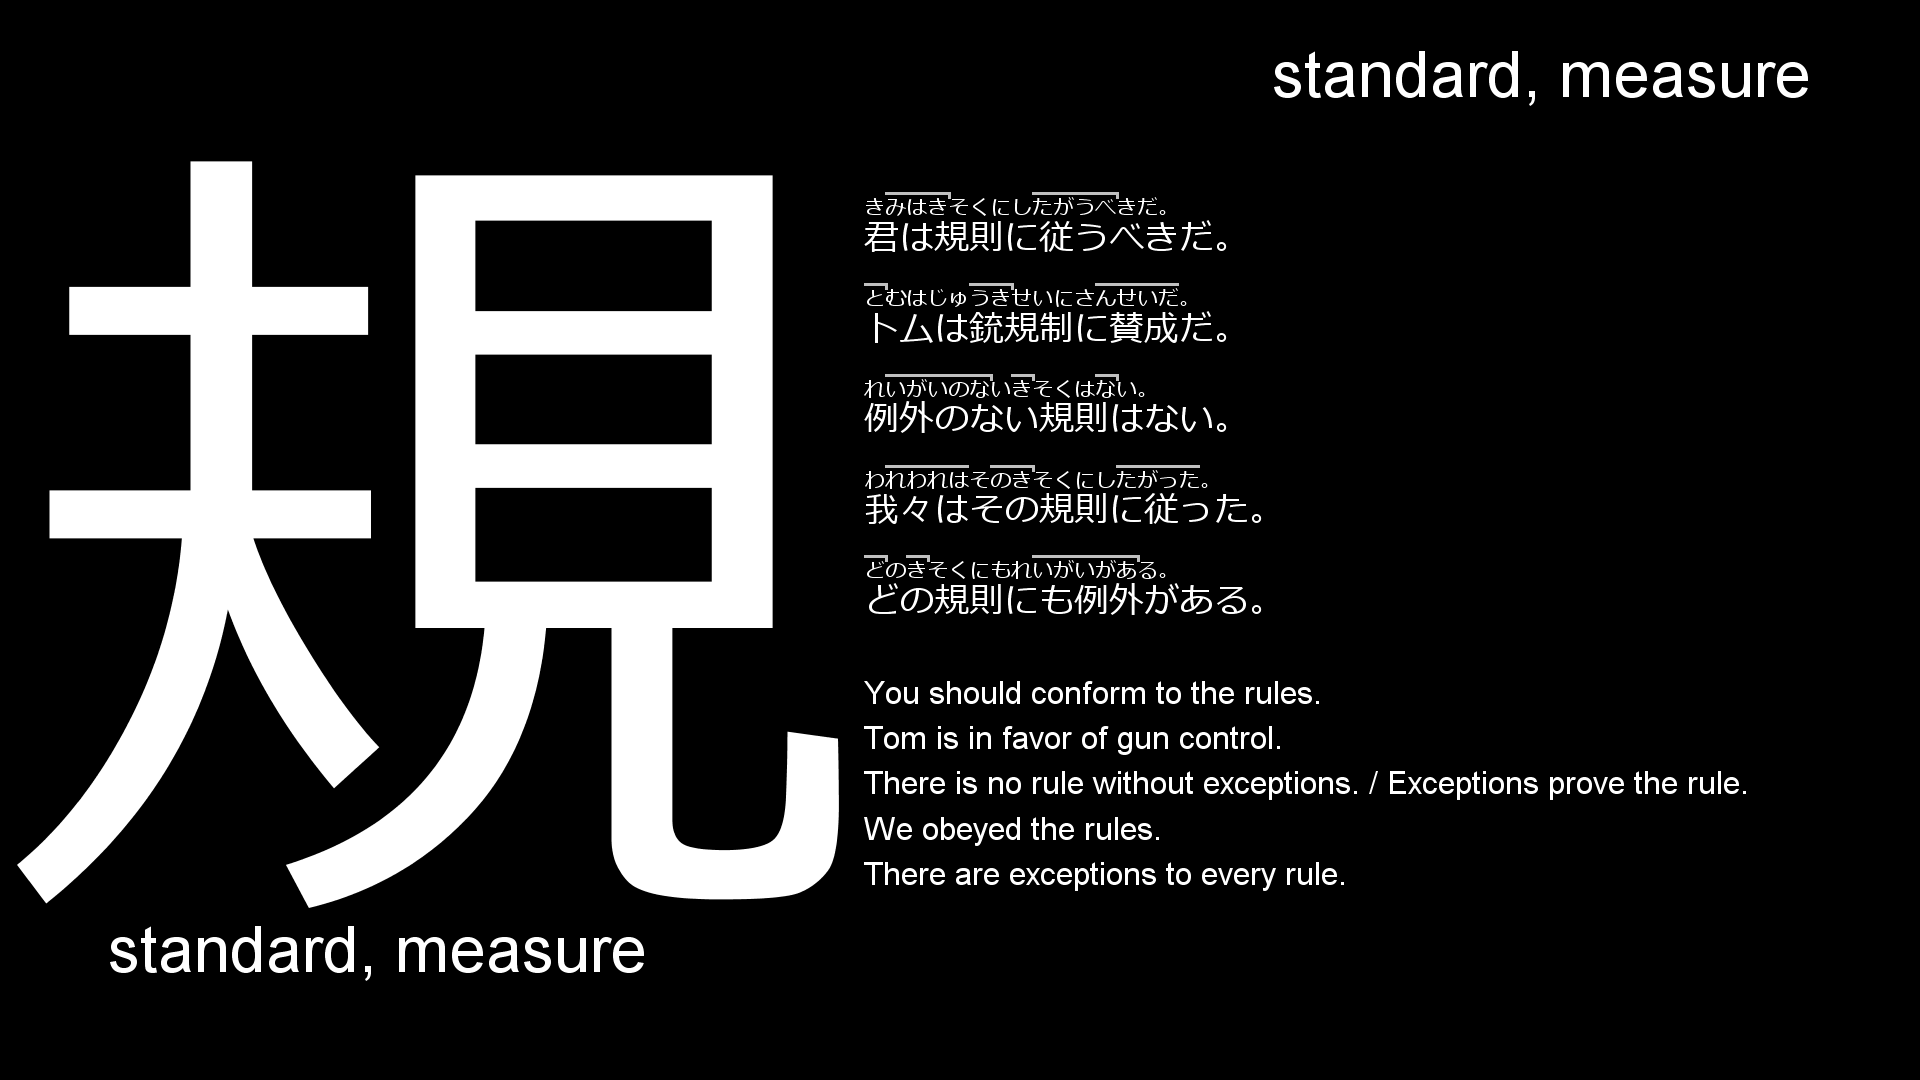 standard, measure
規
きみはきそくにしたがうべきだ。
君は規則に従うべきだ。
とむはじゅうきせいにさんせいだ。
トムは銃規制に賛成だ。
れいがいのないきそくはない。
例外のない規則はない。
われわれはそのきそくにしたがった。
我々はその規則に従った。
どのきそくにもれいがいがある。
どの規則にも例外がある。
You should conform to the rules.
Tom is in favor of gun control.
There is no rule without exceptions. / Exceptions prove the rule.
We obeyed the rules.
There are exceptions to every rule.
standard, measure